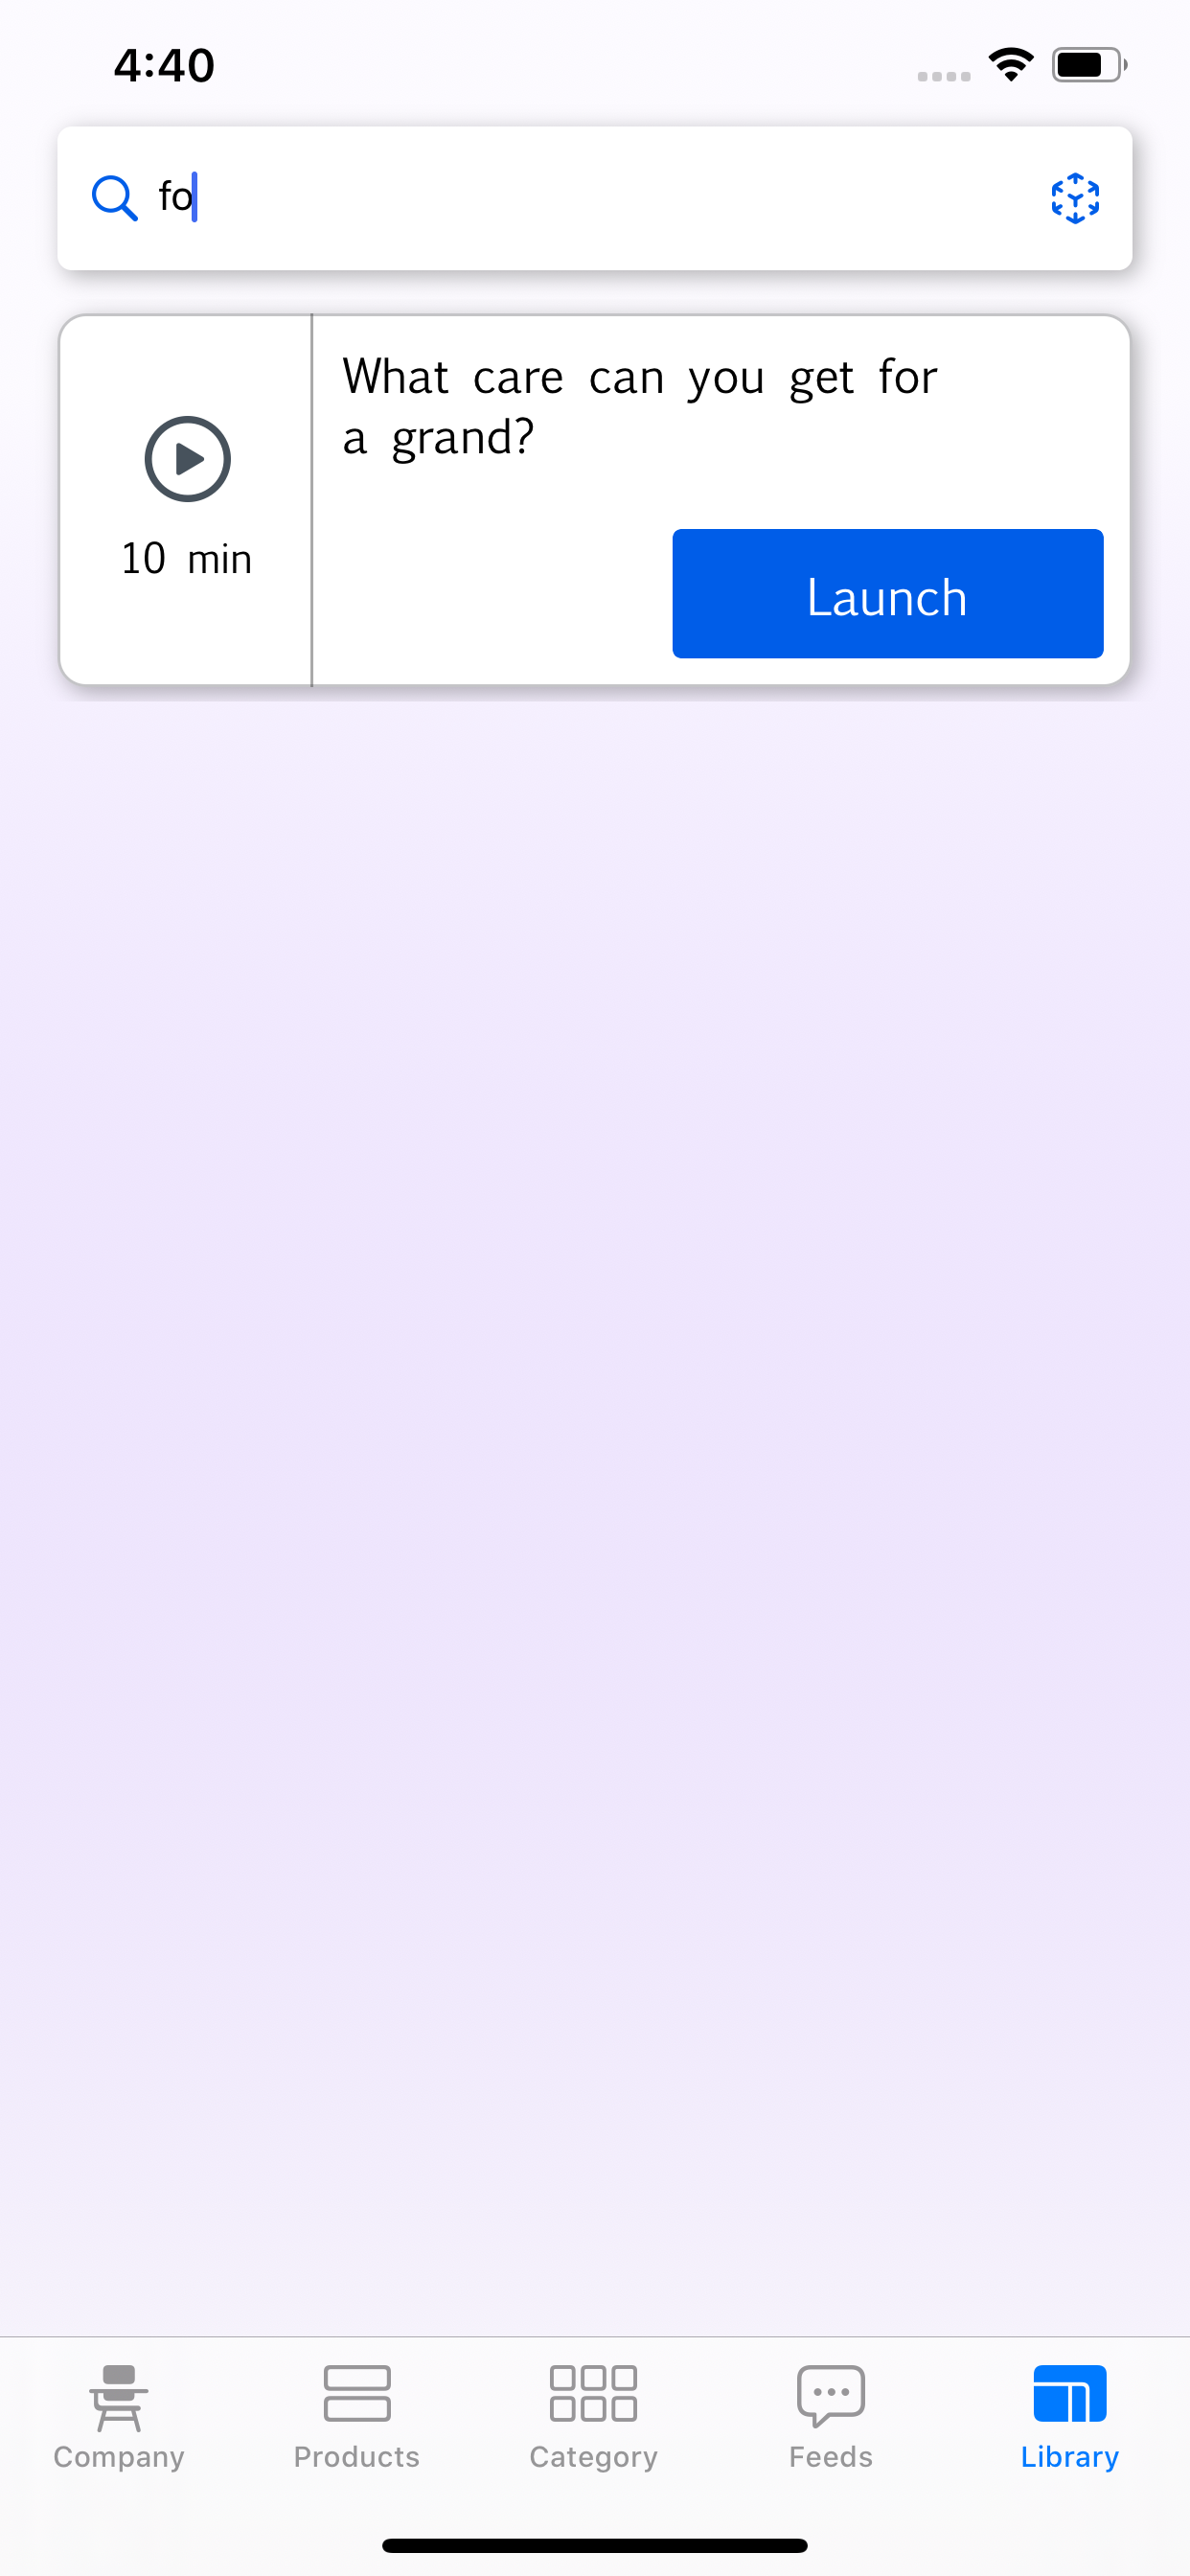 4:40
fo
What care can you get for
a grand?
10 min
Launch
Company
Products
Category
Feeds
Library